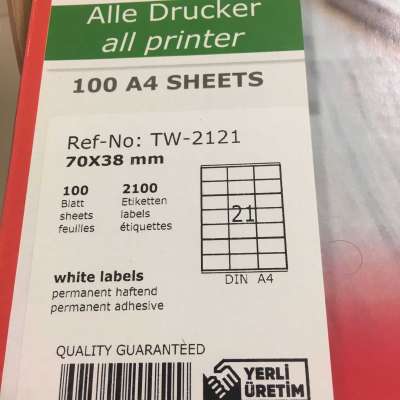 Alle Drucker
all printer
100 A4 SHEETS
Ref-No: TW-2121
70X38 mm
100 2100
Blatt Etiketten
sheets labels
feuilles étiquettes
21
DIN A4
white labels
permanent haftend
permanent adhesive
QUALITY GUARANTÈED
YERLİ
ÜRETİM